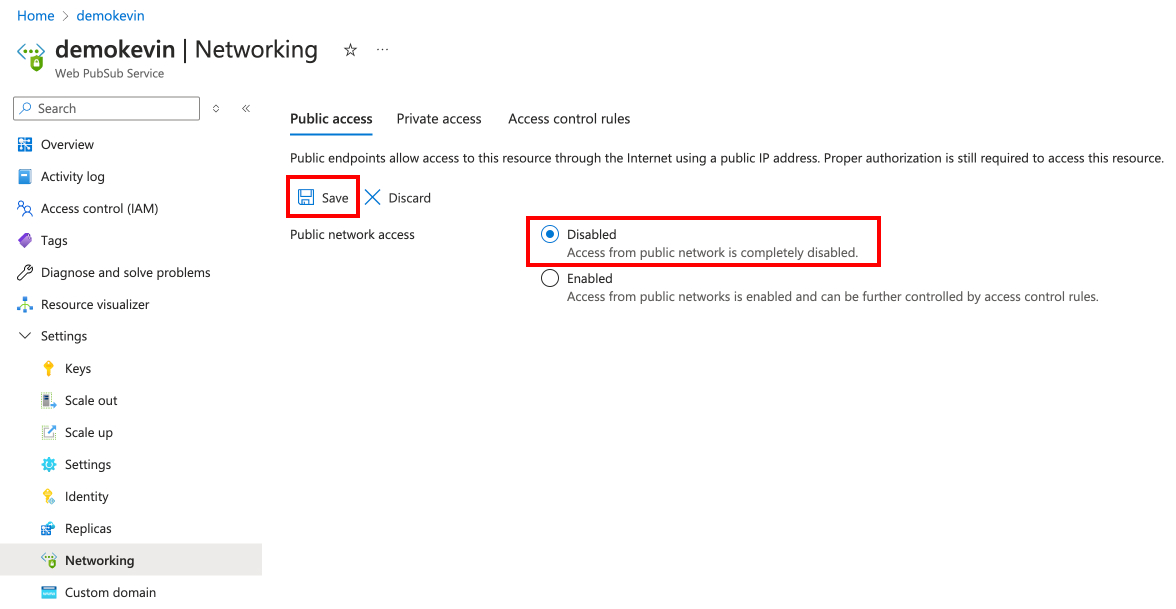 Home > demokevin
demokevin | Networking
Web PubSub Service
Search
Overview
Activity log
Access control (IAM)
Tags
Diagnose and solve problems
Resource visualizer
Settings
Keys
Scale out
Scale up
Settings
Identity
Replicas
Networking
Custom domain
Public access Private access Access control rules
Public endpoints allow access to this resource through the Internet using a public IP address. Proper authorization is still required to access this resource.
Save Discard
Public network access
Disabled
Access from public network is completely disabled.
Enabled
Access from public networks is enabled and can be further controlled by access control rules.